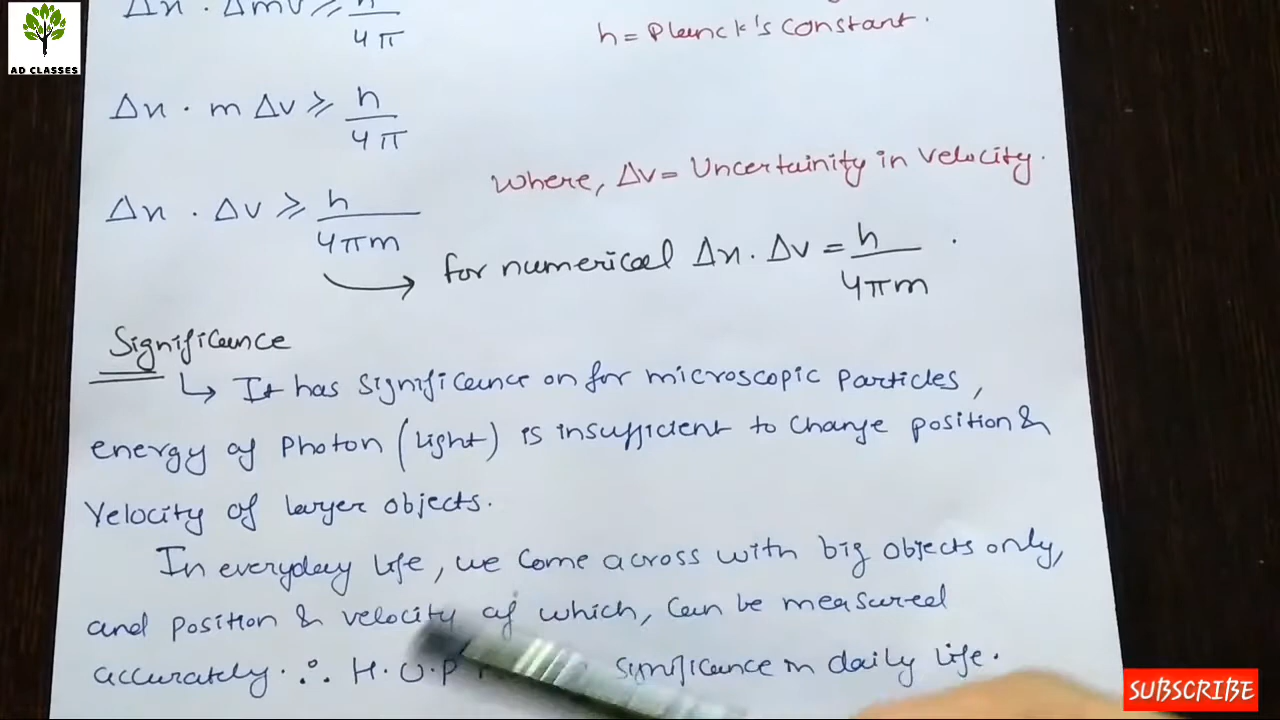 Δx · Δmv ≥ h/4π
h = Planck's constant.
AD CLASSES
Δx · m Δv ≥ h/4π
where, Δv = Uncertainity in velocity.
Δx · Δv ≥ h/4πm
for numerical Δx · Δv = h/4πm
Significance
↳ It has significance on for microscopic particles,
energy of Photon (light) is insufficient to change position &
Velocity of larger objects.
In everyday life, we come across with big objects only,
and position & velocity of which, can be measured
accurately. ∴ H.U.P significance in daily life.
SUBSCRIBE